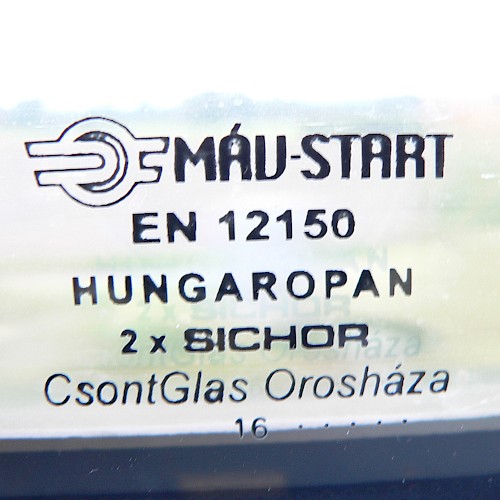 MÁV-START
EN 12150
HUNGAROPAN
2 x SICHOR
CsontGlas Orosháza
16 . . . . .